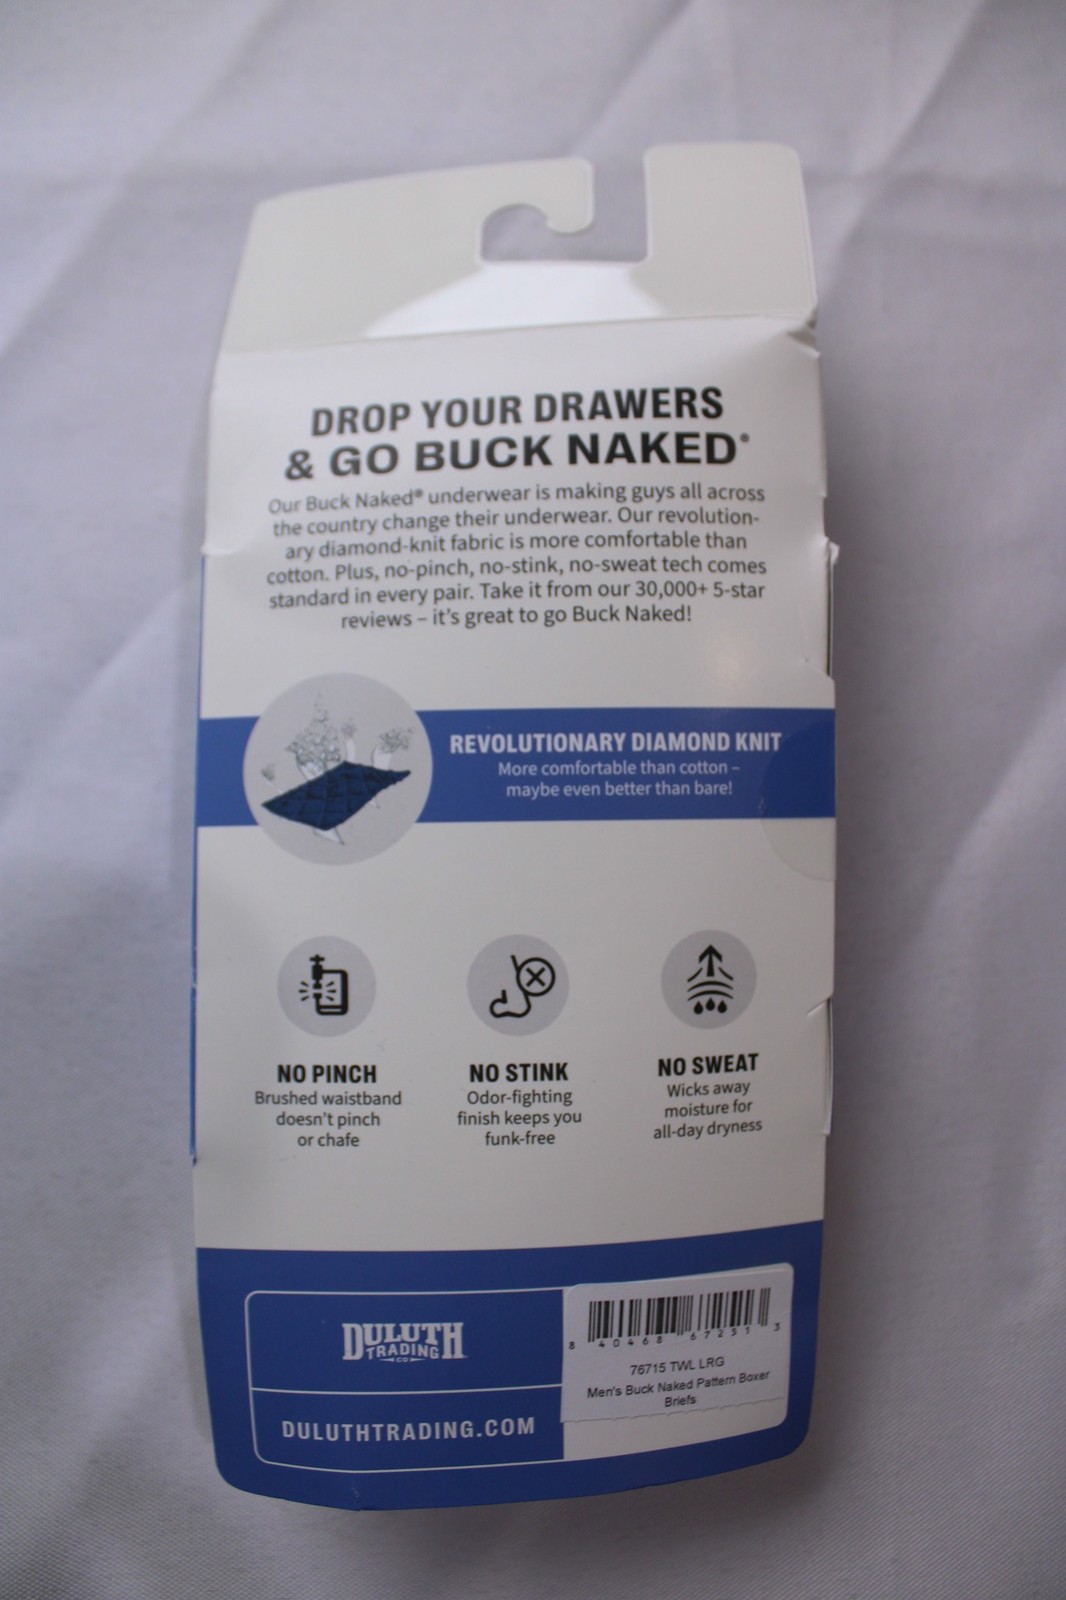 DROP YOUR DRAWERS
& GO BUCK NAKED®
Our Buck Naked® underwear is making guys all across
the country change their underwear. Our revolution-
ary diamond-knit fabric is more comfortable than
cotton. Plus, no-pinch, no-stink, no-sweat tech comes
standard in every pair. Take it from our 30,000+ 5-star
reviews – it's great to go Buck Naked!
REVOLUTIONARY DIAMOND KNIT
More comfortable than cotton –
maybe even better than bare!
NO PINCH
Brushed waistband
doesn't pinch
or chafe
NO STINK
Odor-fighting
finish keeps you
funk-free
NO SWEAT
Wicks away
moisture for
all-day dryness
DULUTH
TRADING
CO
DULUTHTRADING.COM
8 40468 67251 3
76715 TWL LRG
Men's Buck Naked Pattern Boxer
Briefs